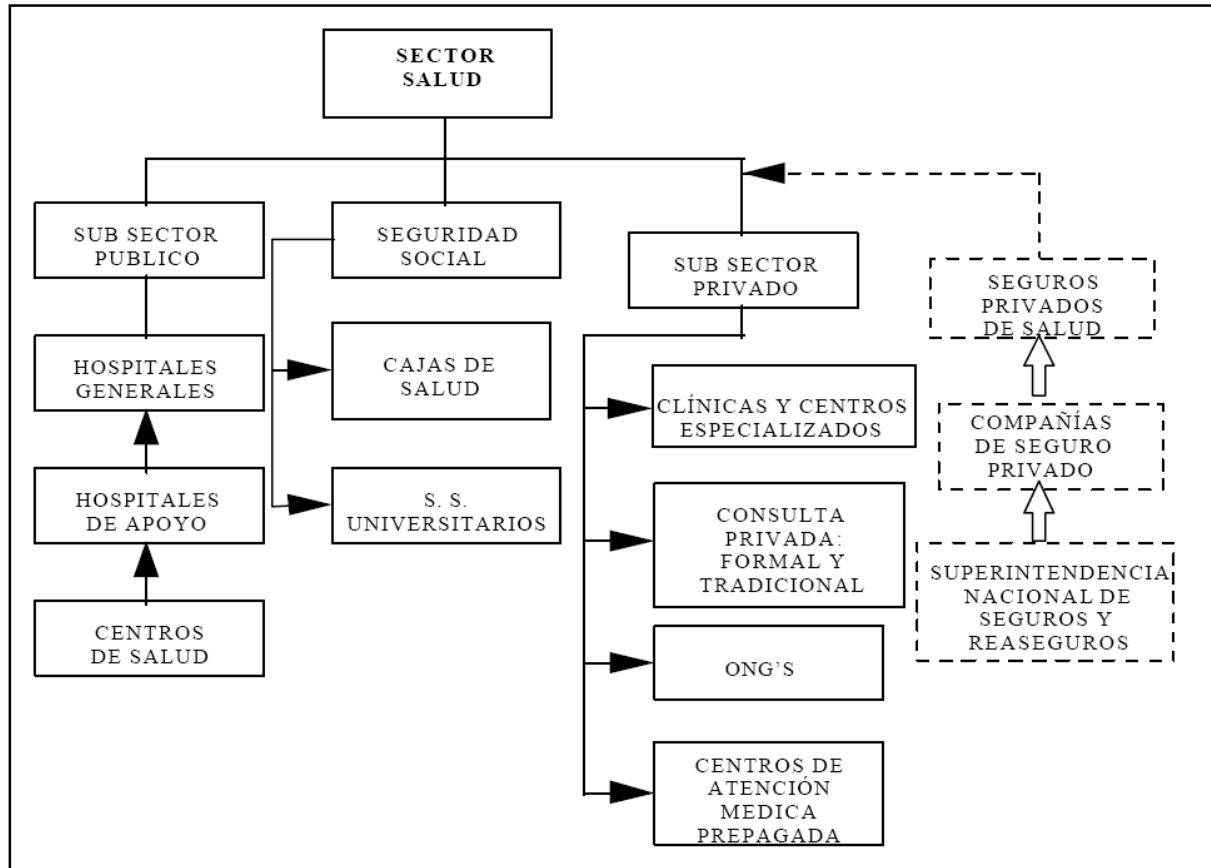 SECTOR
SALUD
SUB SECTOR
PUBLICO
HOSPITALES
GENERALES
HOSPITALES
DE APOYO
CENTROS
DE SALUD
SEGURIDAD
SOCIAL
CAJAS DE
SALUD
S. S.
UNIVERSITARIOS
SUB SECTOR
PRIVADO
CLÍNICAS Y CENTROS
ESPECIALIZADOS
CONSULTA
PRIVADA:
FORMAL Y
TRADICIONAL
ONG’S
CENTROS DE
ATENCIÓN
MEDICA
PREPAGADA
SEGUROS
PRIVADOS
DE SALUD
COMPAÑÍAS
DE SEGURO
PRIVADO
SUPERINTENDENCIA
NACIONAL DE
SEGUROS Y
REASEGUROS